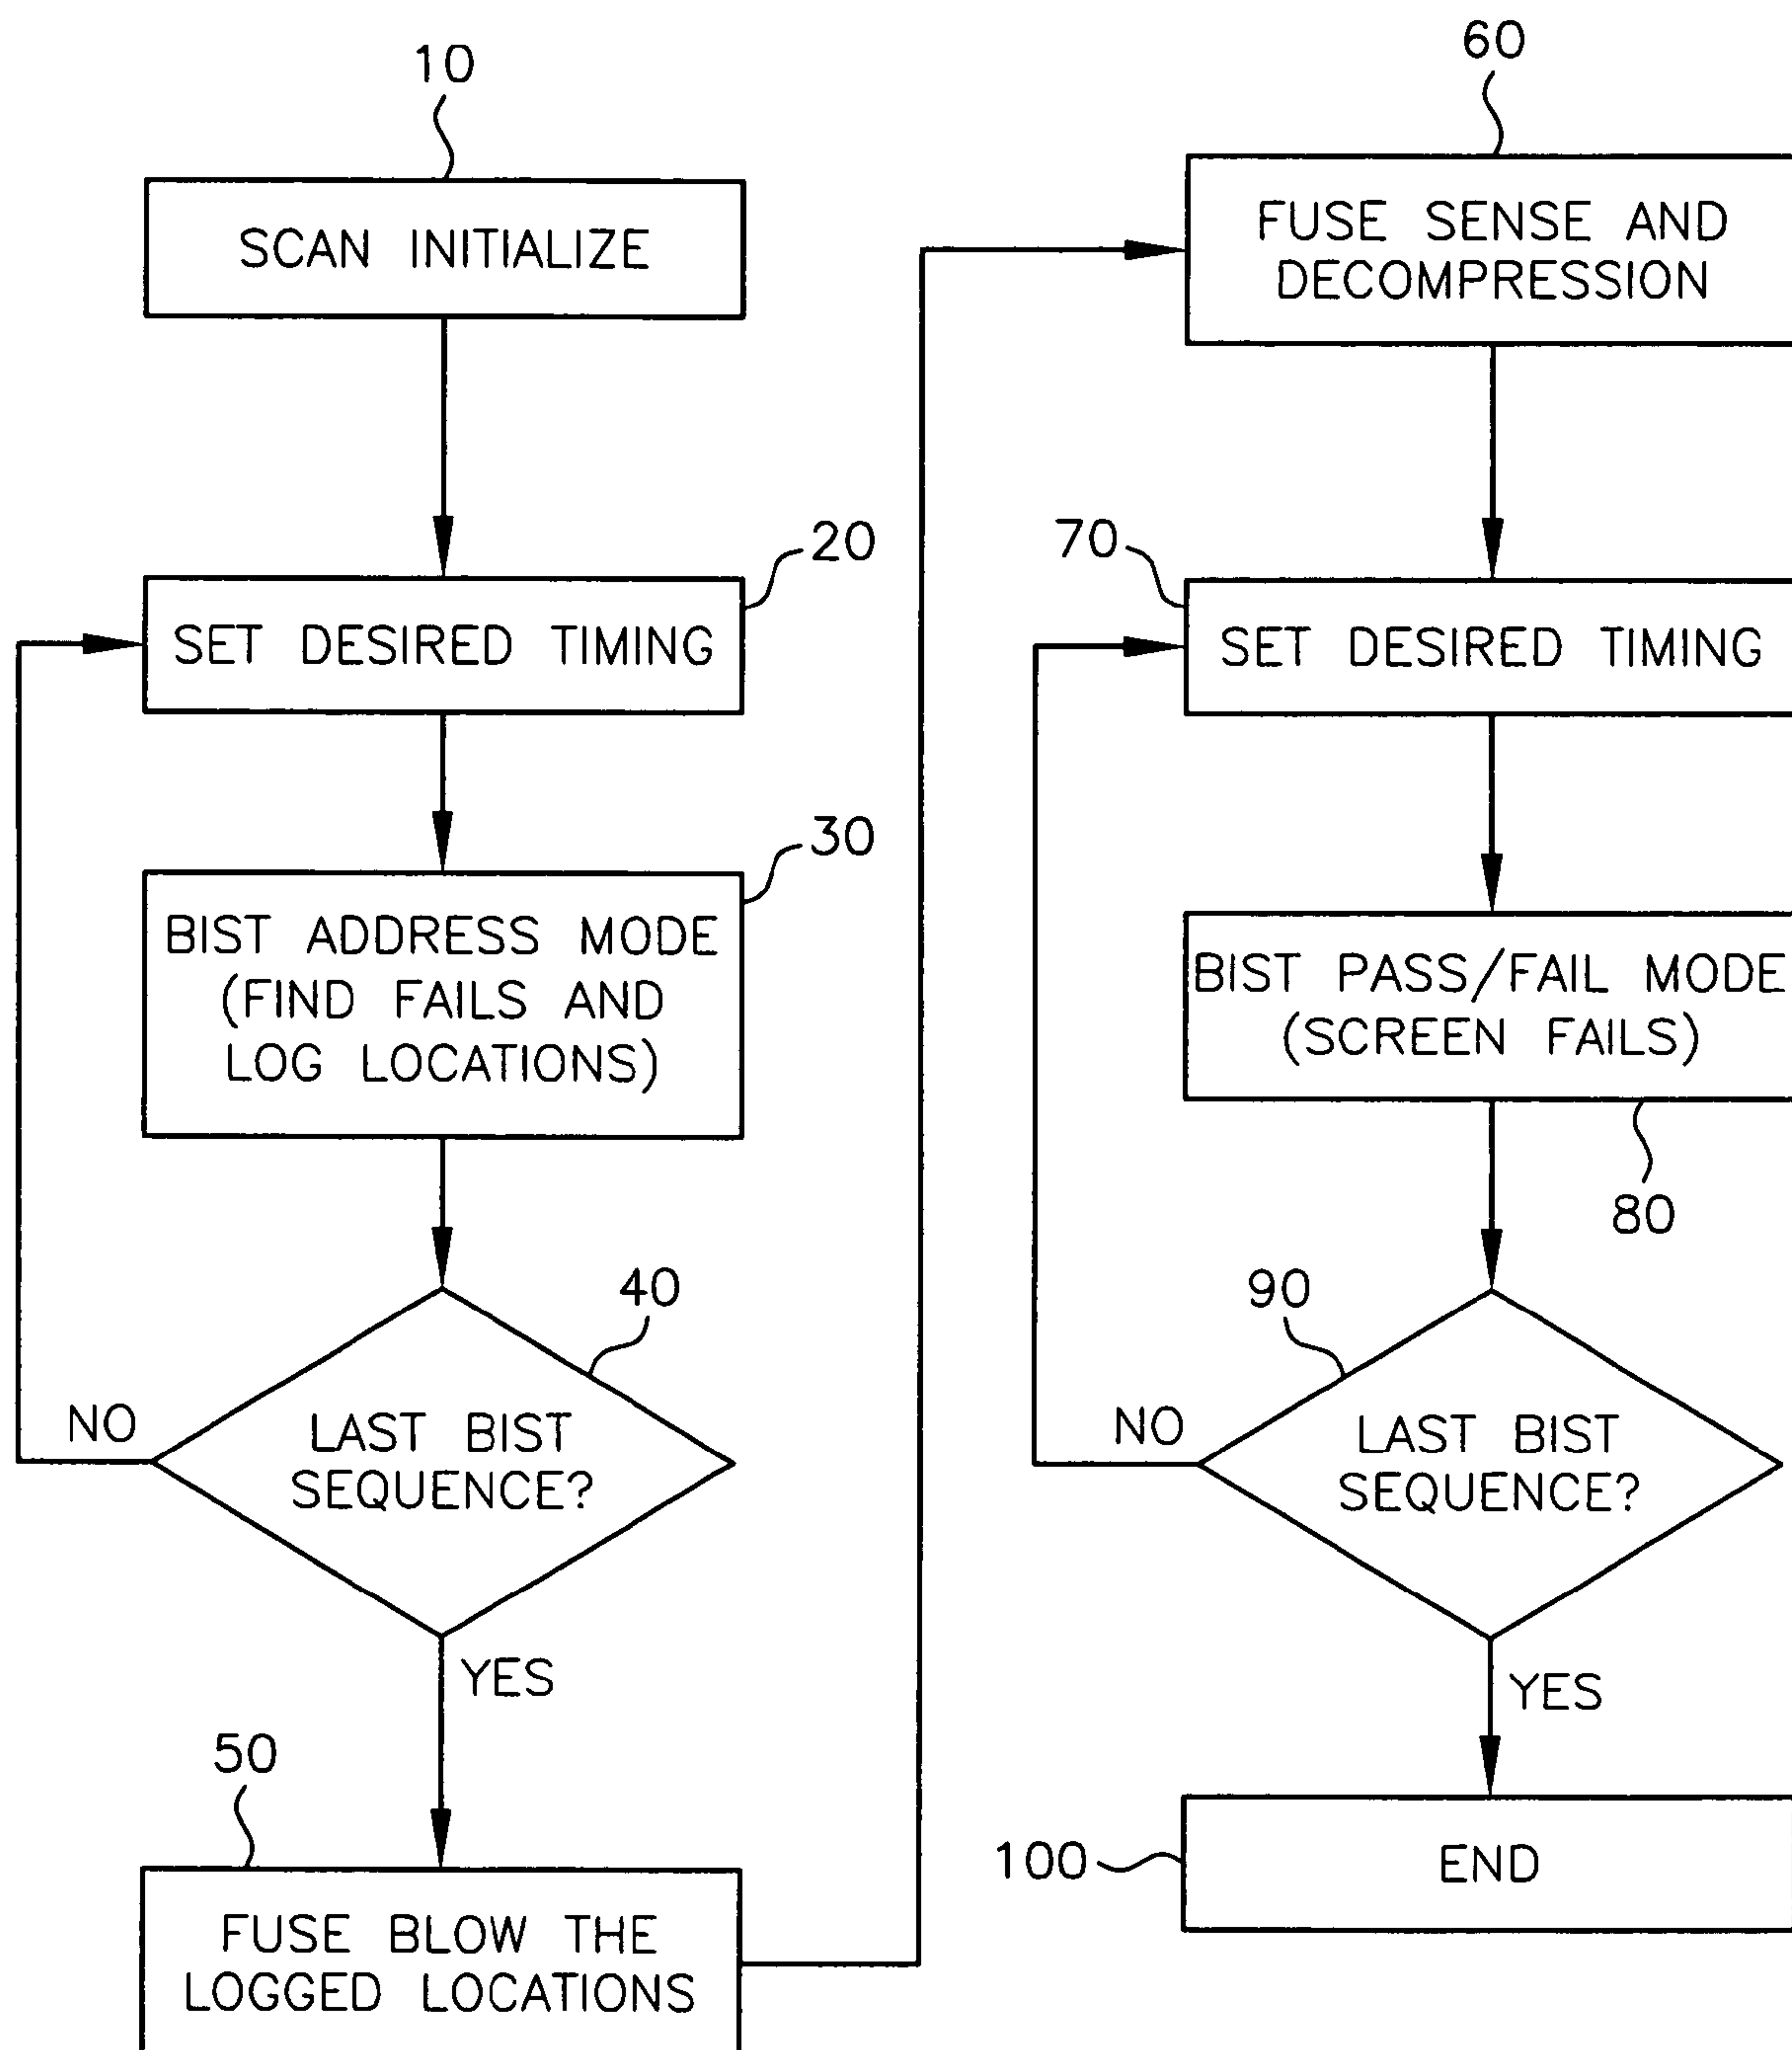 10
SCAN INITIALIZE
20
SET DESIRED TIMING
30
BIST ADDRESS MODE
(FIND FAILS AND
LOG LOCATIONS)
40
LAST BIST
SEQUENCE?
NO
YES
50
FUSE BLOW THE
LOGGED LOCATIONS
60
FUSE SENSE AND
DECOMPRESSION
70
SET DESIRED TIMING
BIST PASS/FAIL MODE
(SCREEN FAILS)
80
90
LAST BIST
SEQUENCE?
NO
YES
100
END